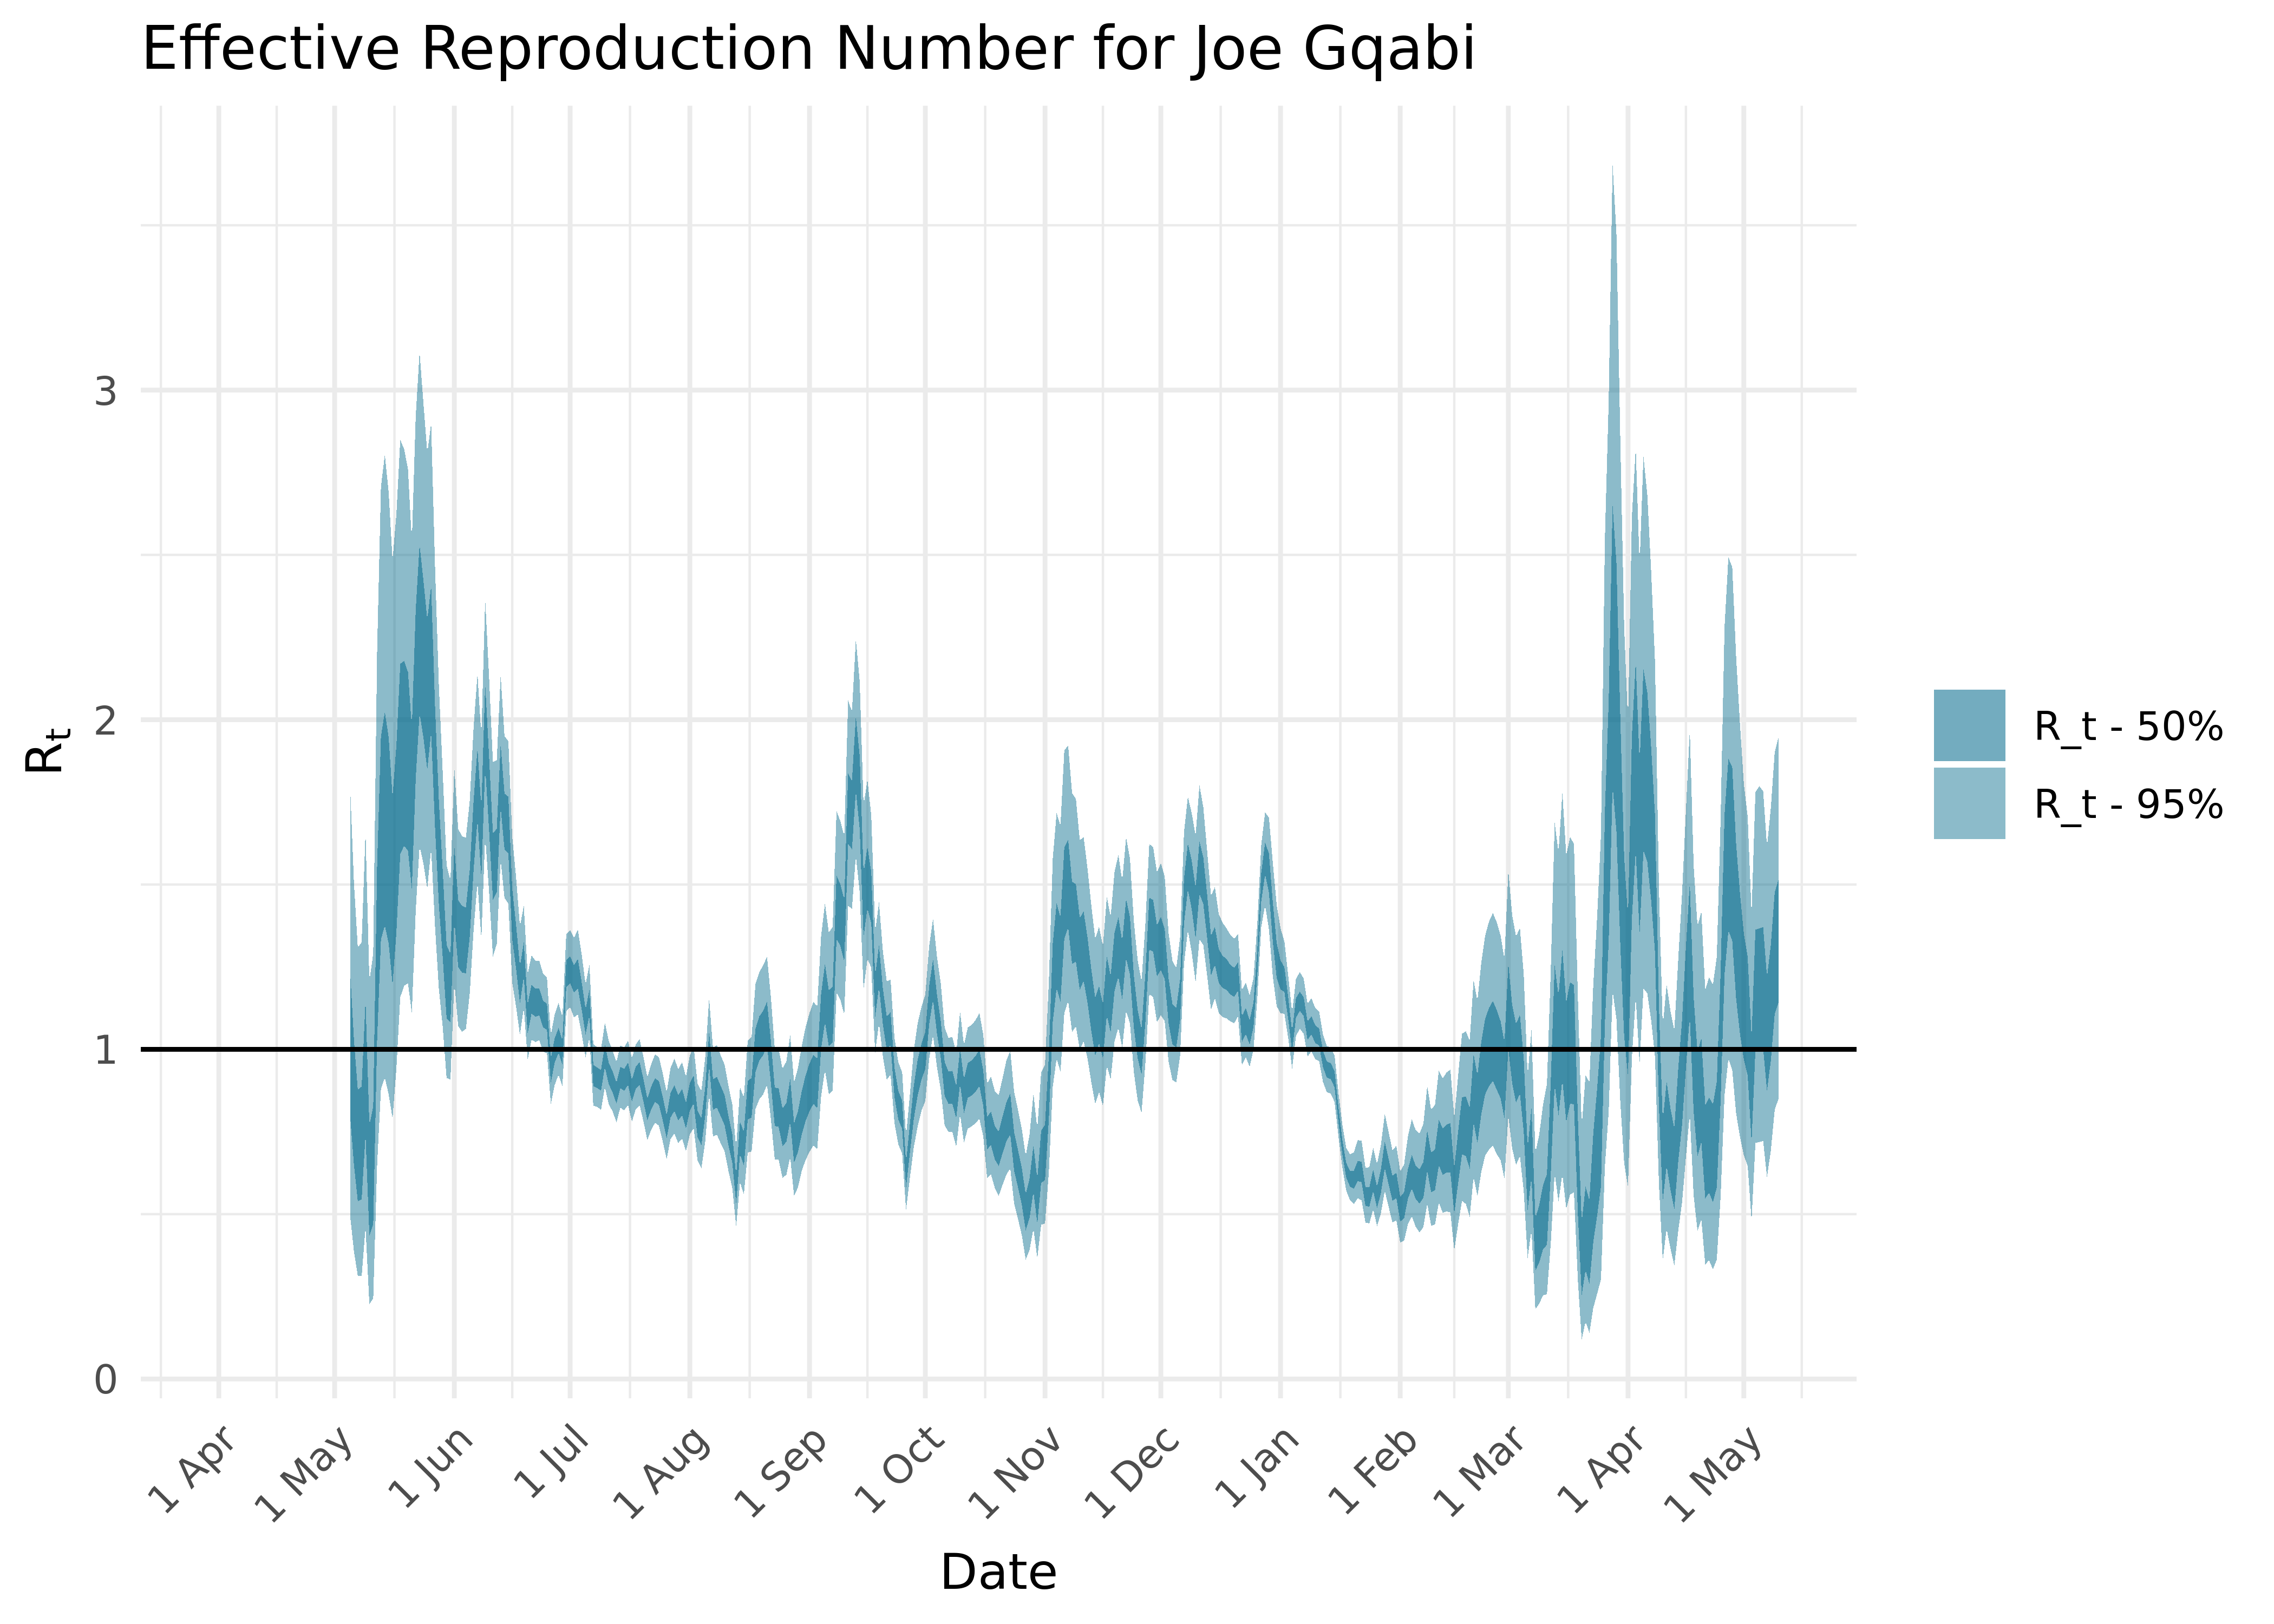 Effective Reproduction Number for Joe Gqabi
R_t
3
2
1
0
1 Apr
1 May
1 Jun
1 Jul
1 Aug
1 Sep
1 Oct
1 Nov
1 Dec
1 Jan
1 Feb
1 Mar
1 Apr
1 May
Date
R_t - 50%
R_t - 95%